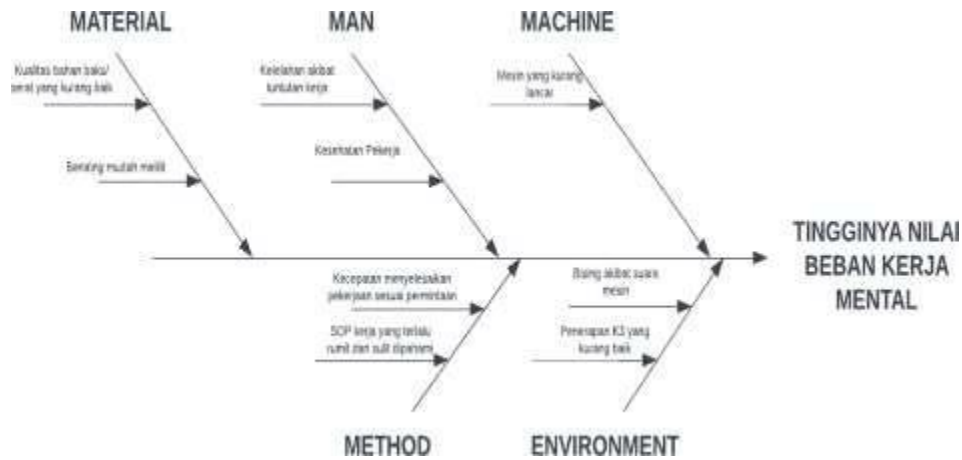 MATERIAL
MAN
MACHINE
Kualitas bahan baku/
serat yang kurang baik
Kelelahan akibat
tuntutan kerja
Mesin yang kurang
lancar
Kesehatan Pekerja
mudah melilit
TINGGINYA NILAI
BEBAN KERJA
MENTAL
Kecepatan menyelesaikan
pekerjaan sesuai permintaan
SOP kerja yang terlalu
rumit dan sulit dipahami
Bising akibat suara
mesin
Penerapan K3 yang
kurang baik
METHOD
ENVIRONMENT